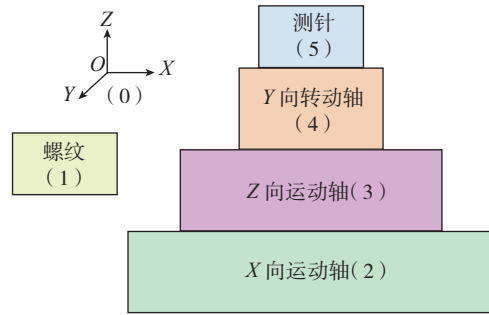 Z
O
X
Y
(0)
测针
(5)
Y 向转动轴
(4)
螺纹
(1)
Z 向运动轴(3)
X 向运动轴(2)